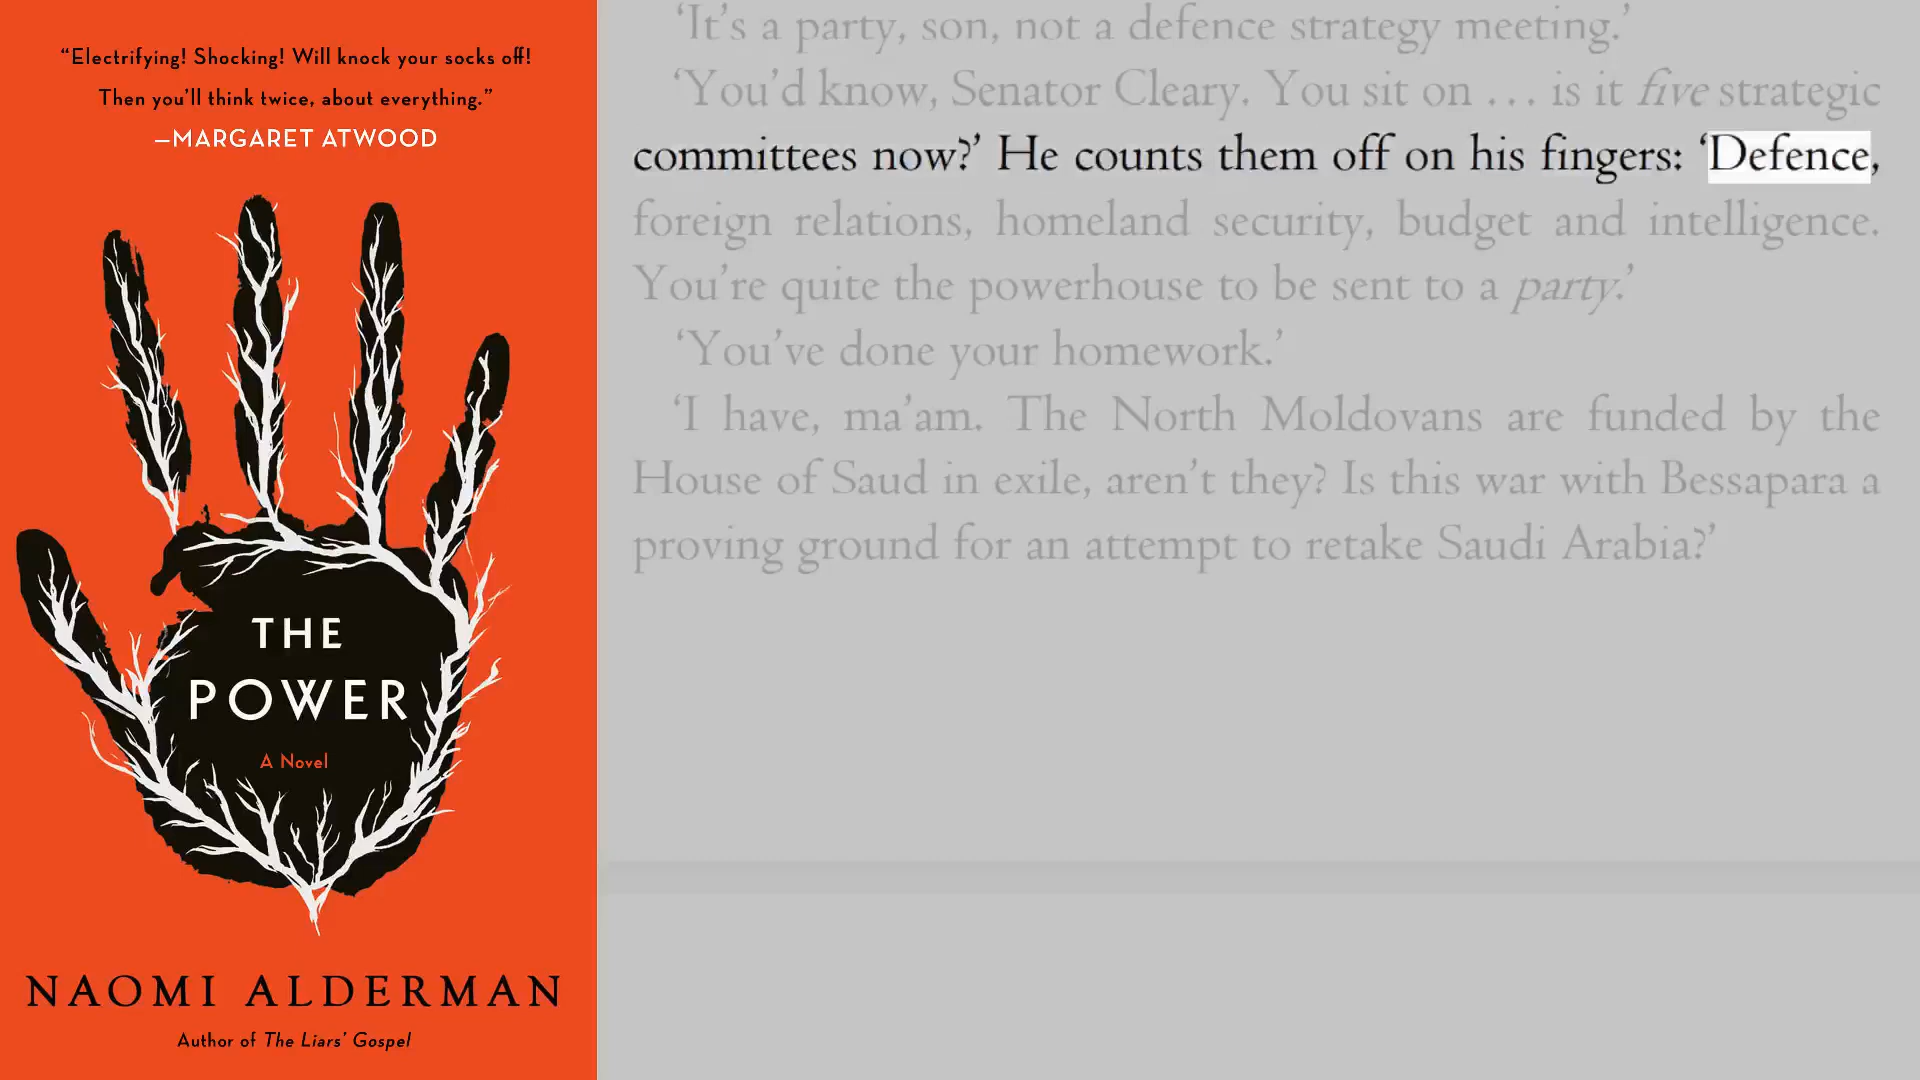 “Electrifying! Shocking! Will knock your socks off!
Then you’ll think twice, about everything.”
—MARGARET ATWOOD
THE
POWER
A Novel
NAOMI ALDERMAN
Author of The Liars’ Gospel
‘It’s a party, son, not a defence strategy meeting.’
‘You’d know, Senator Cleary. You sit on … is it five strategic
committees now?’ He counts them off on his fingers: ‘Defence,
foreign relations, homeland security, budget and intelligence.
You’re quite the powerhouse to be sent to a party.’
‘You’ve done your homework.’
‘I have, ma’am. The North Moldovans are funded by the
House of Saud in exile, aren’t they? Is this war with Bessapara a
proving ground for an attempt to retake Saudi Arabia?’